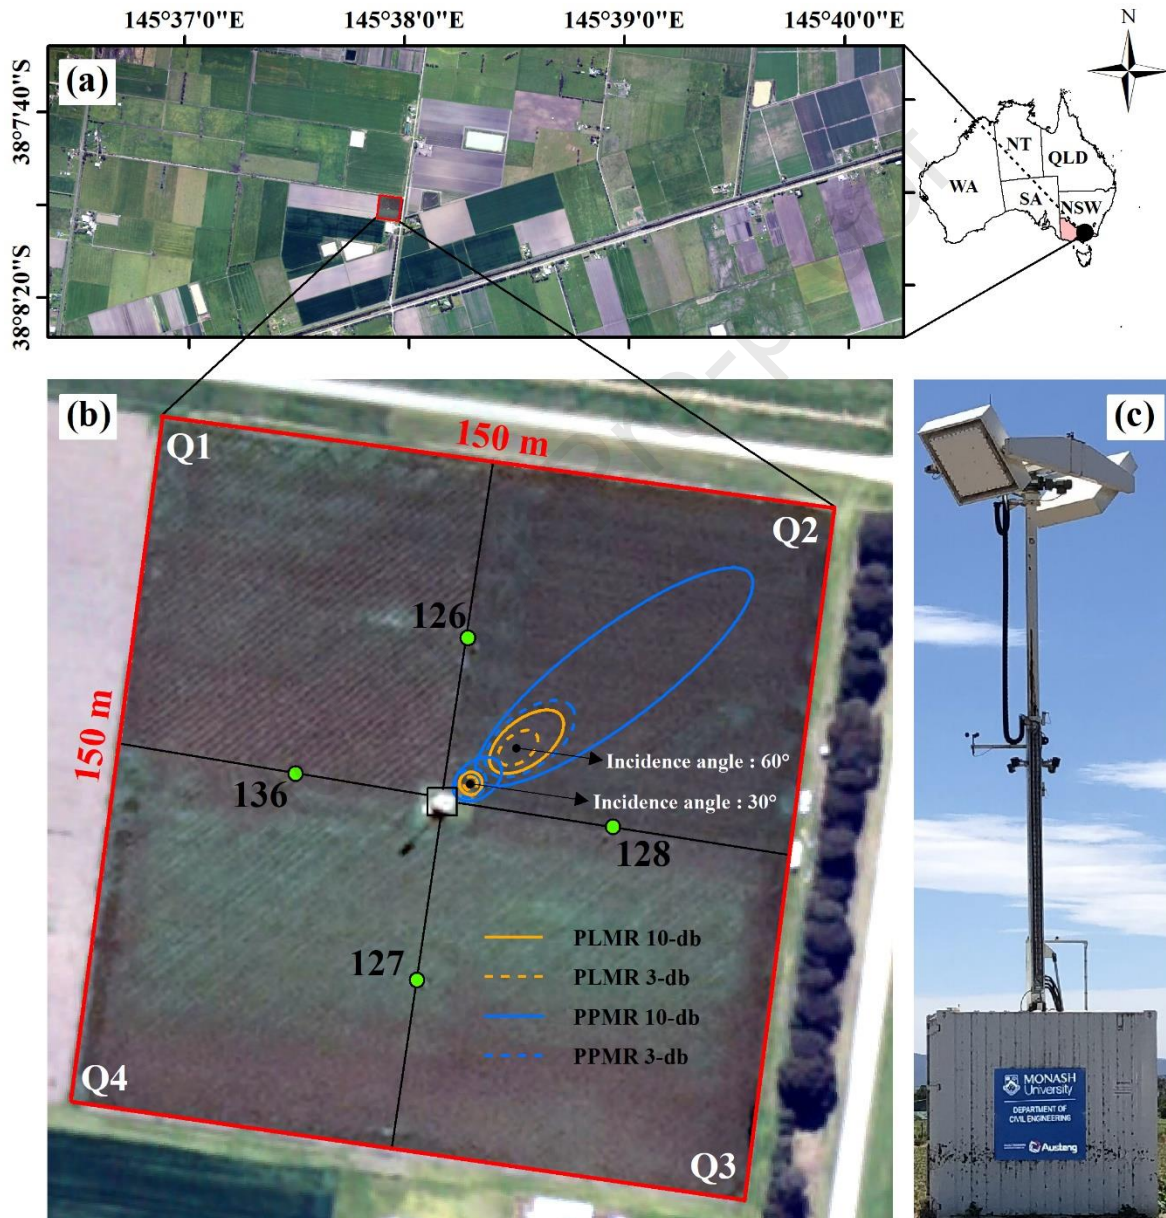 145°37'0"E
145°38'0"E
145°39'0"E
145°40'0"E
N
(a)
38°7'40"S
38°8'20"S
NT
QLD
WA
SA
NSW
(b)
(c)
Q1
150 m
Q2
126
150 m
Incidence angle : 60°
136
Incidence angle : 30°
128
127
PLMR 10-db
PLMR 3-db
PPMR 10-db
PPMR 3-db
Q4
Q3
MONASH
University
DEPARTMENT OF
CIVIL ENGINEERING
Austeng